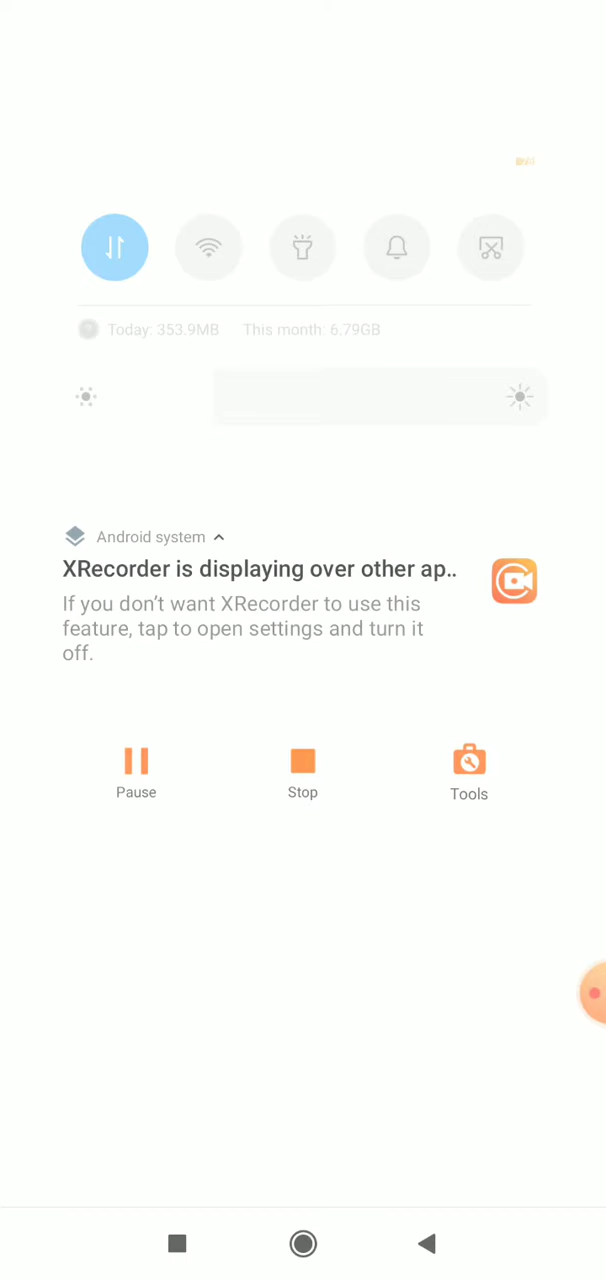 Today: 353.9MB This month: 6.79GB
Android system
XRecorder is displaying over other ap..
If you don’t want XRecorder to use this
feature, tap to open settings and turn it
off.
Pause Stop Tools